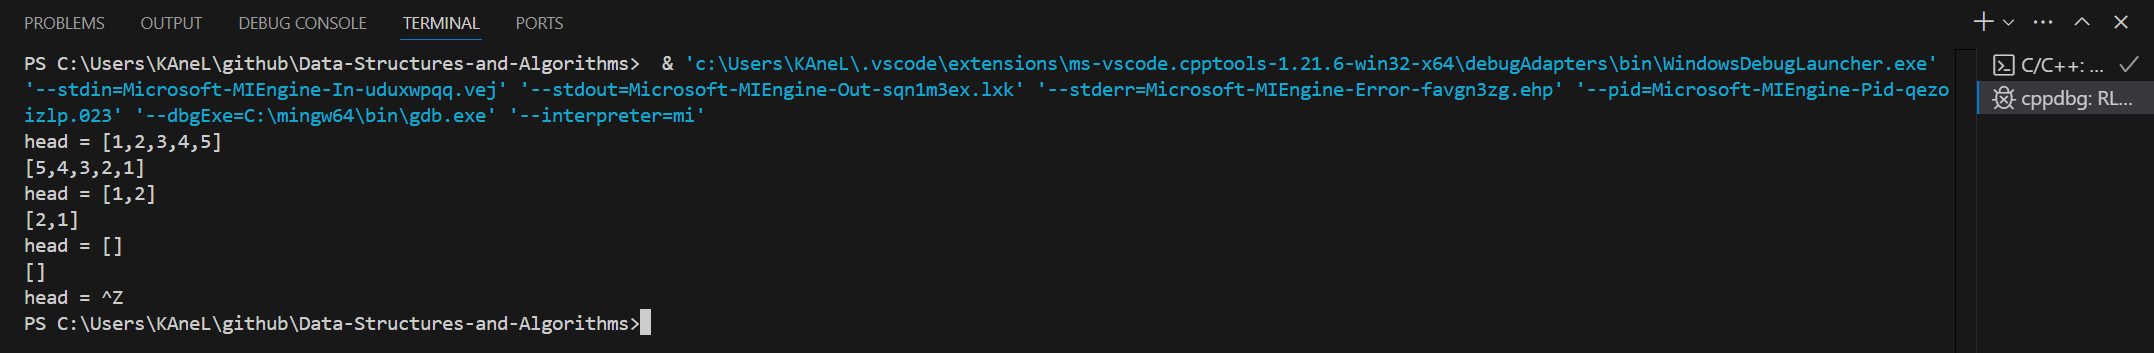 PROBLEMS OUTPUT DEBUG CONSOLE TERMINAL PORTS
PS C:\Users\KAneL\github\Data-Structures-and-Algorithms>  & 'c:\Users\KAneL\.vscode\extensions\ms-vscode.cpptools-1.21.6-win32-x64\debugAdapters\bin\WindowsDebugLauncher.exe'
'--stdin=Microsoft-MIEngine-In-uduxwpqq.vej' '--stdout=Microsoft-MIEngine-Out-sqn1m3ex.lxk' '--stderr=Microsoft-MIEngine-Error-favgn3zg.ehp' '--pid=Microsoft-MIEngine-Pid-qezo
izlp.023' '--dbgExe=C:\mingw64\bin\gdb.exe' '--interpreter=mi'
head = [1,2,3,4,5]
[5,4,3,2,1]
head = [1,2]
[2,1]
head = []
[]
head = ^Z
PS C:\Users\KAneL\github\Data-Structures-and-Algorithms>
C/C++: ...
cppdbg: RL...